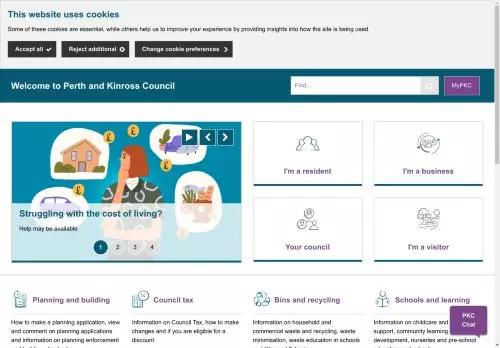 This website uses cookies
Some of these cookies are essential, while others help us to improve your experience by providing insights into how the site is being used.
Accept all
Reject additional
Change cookie preferences
Welcome to Perth and Kinross Council
Find...
MyPKC
£
£
£
£
Struggling with the cost of living?
Help may be available
1 2 3 4
I'm a resident
I'm a business
Your council
I'm a visitor
Planning and building
How to make a planning application, view
and comment on planning applications
and information on planning enforcement
Council tax
Information on Council Tax, how to make
changes and if you are eligible for a
discount
Bins and recycling
Information on household and
commercial waste and recycling, waste
minimisation, waste education in schools
Schools and learning
Information on childcare and
support, community learning
development, nurseries and pre-school
PKC
Chat